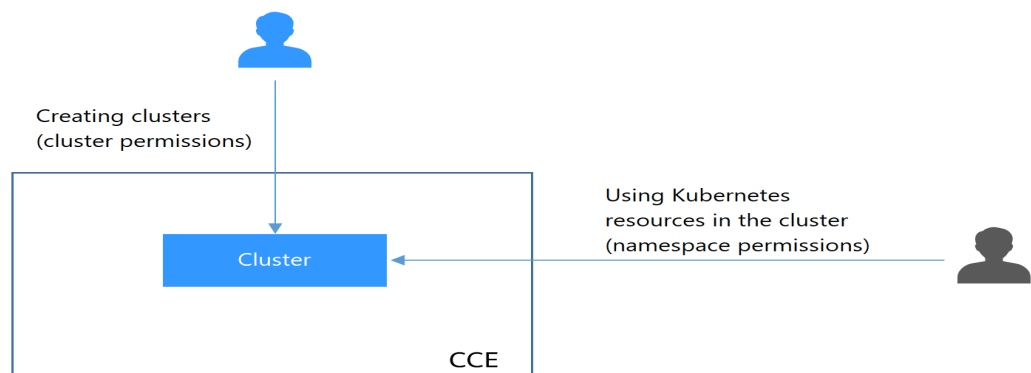 Creating clusters
(cluster permissions)
Using Kubernetes
resources in the cluster
(namespace permissions)
Cluster
CCE